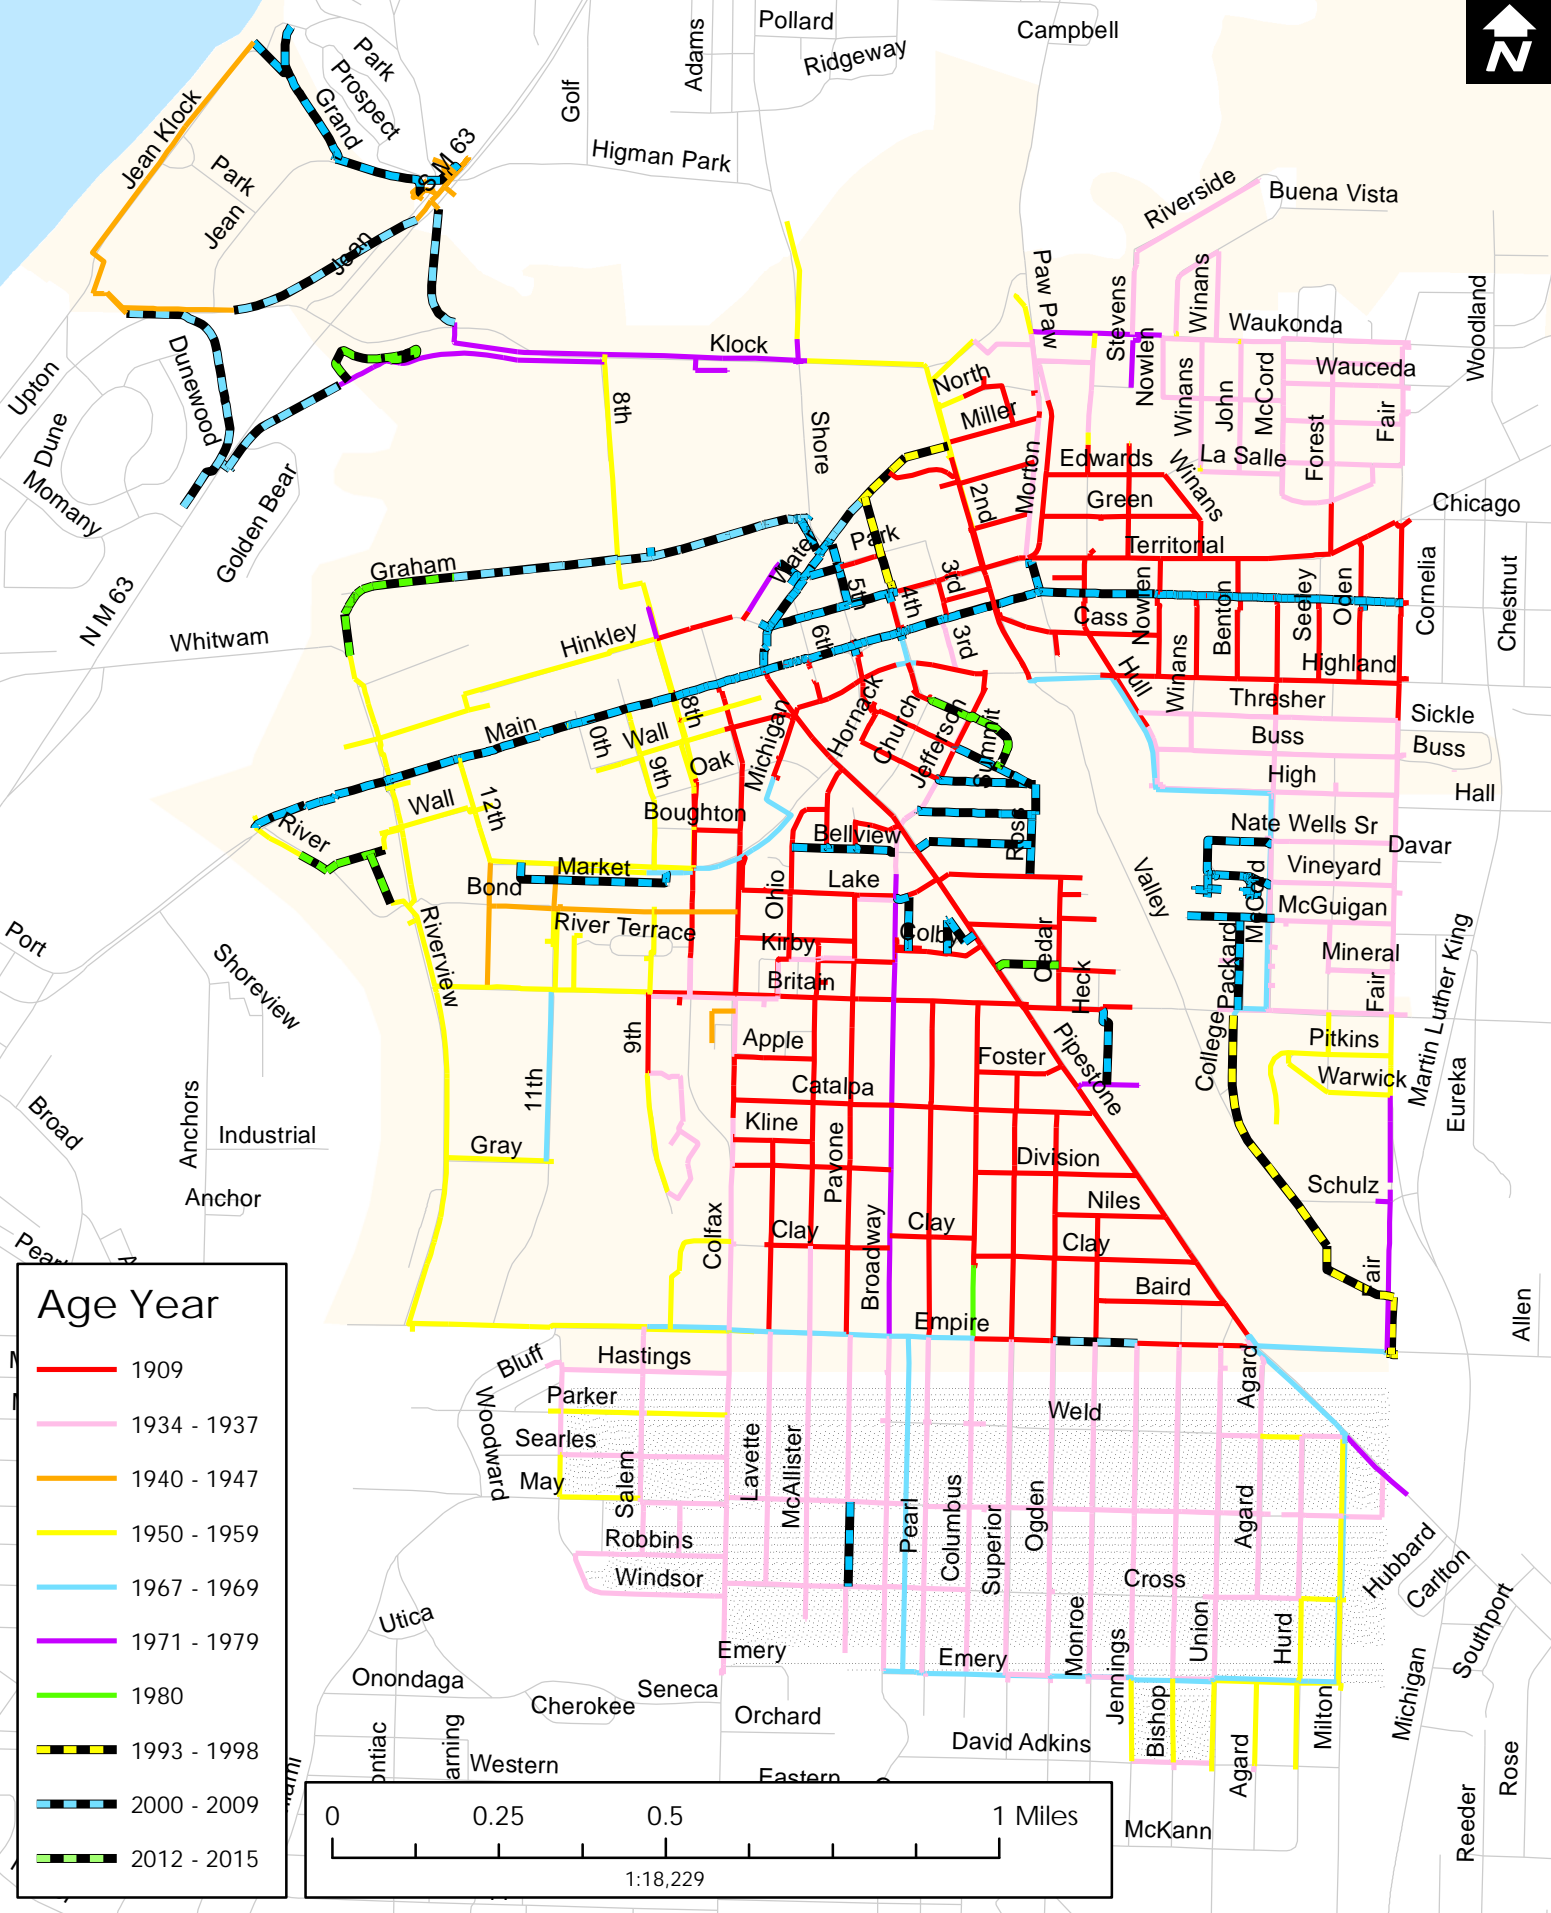 Pollard
Campbell
Adams
Ridgeway
N
Park
Prospect
Grand
Golf
Jean Klock
S M 63
Higman Park
Park
Jean
Jean
Riverside
Buena Vista
Paw Paw
Stevens
Winans
Woodland
Waukonda
Klock
Nowlen
Wauceda
Upton
Dunewood
8th
North
Winans
John
McCord
Dune
Shore
Miller
Forest
Fair
Momany
Golden Bear
Morton
Edwards
La Salle
Winans
2nd
Green
Chicago
Park
Territorial
Graham
Water
5th
4th
3rd
Nowlen
Benton
Seeley
Oden
Cornelia
Chestnut
N M 63
Whitwam
Hinkley
6th
3rd
Cass
Highland
Hull
Winans
Thresher
Sickle
Main
0th
Wall
8th
Michigan
Hornack
Church
Jefferson
Summit
Buss
Buss
9th
Oak
High
Hall
River
Wall
12th
Boughton
Bellview
Ross
Nate Wells Sr
Davar
Market
Bond
Ohio
Lake
Valley
McCord
Vineyard
McGuigan
Port
Riverview
River Terrace
Kirby
Colby
Cedar
Mineral
Shoreview
Britain
Heck
Packard
Fair
Martin Luther King
9th
Apple
Foster
Pipestone
College
Pitkins
Warwick
Anchors
11th
Catalpa
Eureka
Broad
Industrial
Gray
Kline
Pavone
Division
Anchor
Niles
Schulz
Colfax
Clay
Broadway
Clay
Clay
Baird
Fair
Allen
Empire
Age Year
1909
1934 - 1937
1940 - 1947
1950 - 1959
1967 - 1969
1971 - 1979
1980
1993 - 1998
2000 - 2009
2012 - 2015
Bluff
Hastings
Agard
Woodward
Parker
Weld
Searles
May
Salem
Lavette
McAllister
Pearl
Columbus
Superior
Ogden
Agard
Robbins
Windsor
Cross
Hubbard
Carlton
Utica
Emery
Emery
Monroe
Jennings
Union
Hurd
Southport
Onondaga
Cherokee
Seneca
Orchard
David Adkins
Bishop
Agard
Milton
Michigan
Western
Eastern
Rose
Reeder
McKann
0 0.25 0.5 1 Miles
1:18,229